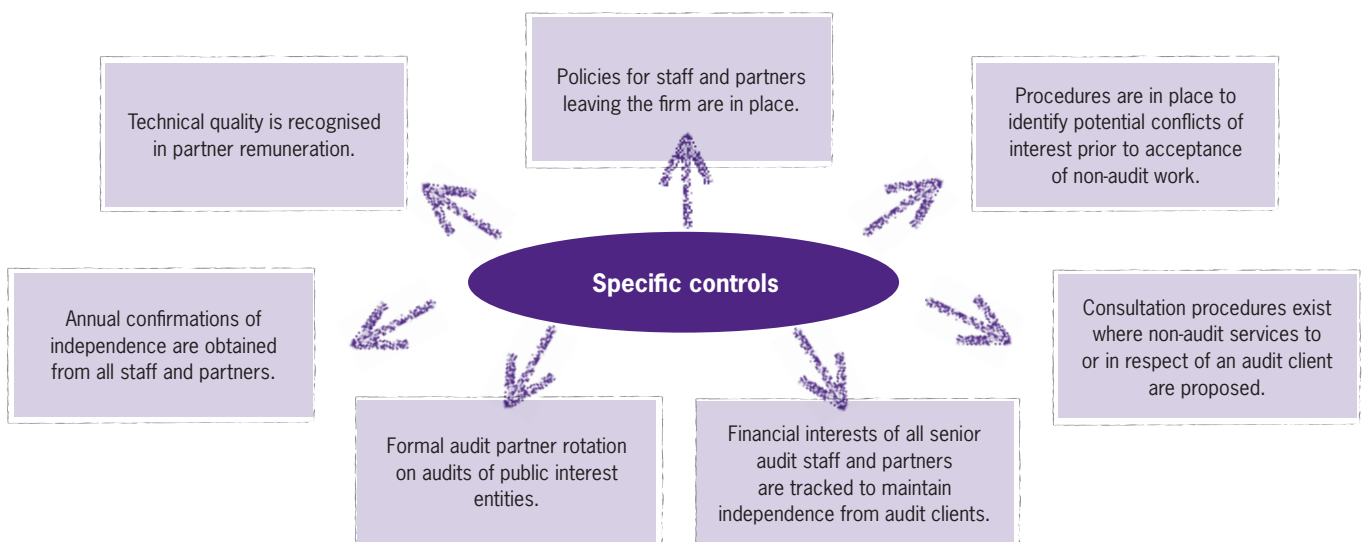 Policies for staff and partners
leaving the firm are in place.
Technical quality is recognised
in partner remuneration.
Procedures are in place to
identify potential conflicts of
interest prior to acceptance
of non-audit work.
Specific controls
Annual confirmations of
independence are obtained
from all staff and partners.
Consultation procedures exist
where non-audit services to
or in respect of an audit client
are proposed.
Formal audit partner rotation
on audits of public interest
entities.
Financial interests of all senior
audit staff and partners
are tracked to maintain
independence from audit clients.